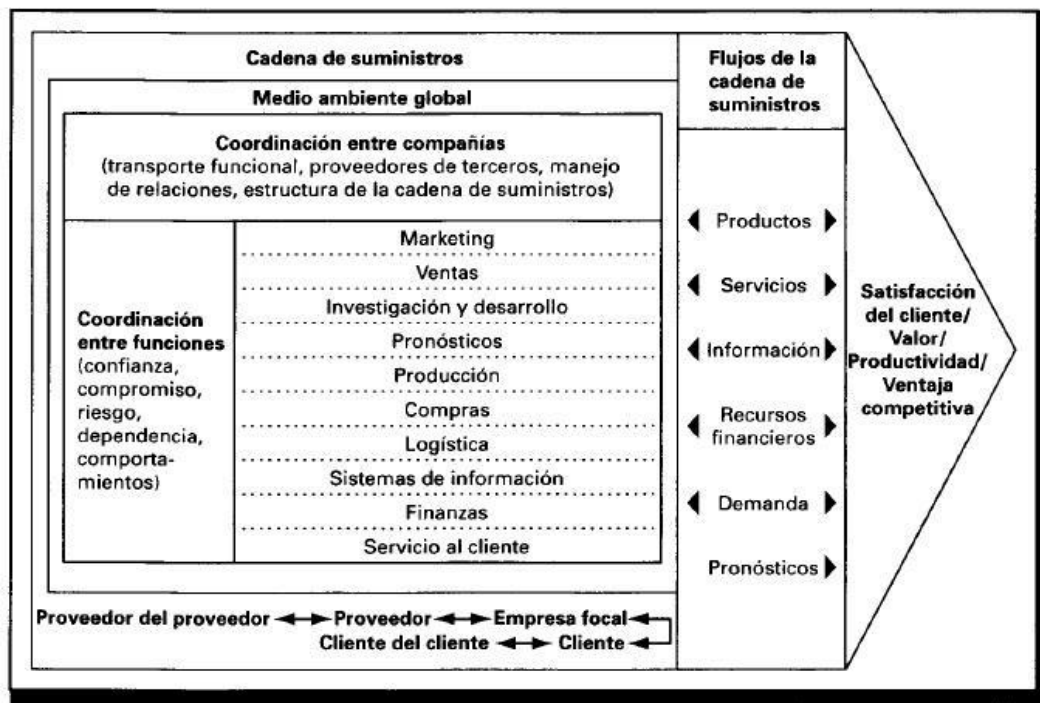 Cadena de suministros
Medio ambiente global
Coordinación entre compañías
(transporte funcional, proveedores de terceros, manejo
de relaciones, estructura de la cadena de suministros)
Coordinación
entre funciones
(confianza,
compromiso,
riesgo,
dependencia,
comporta-
mientos)
Marketing
Ventas
Investigación y desarrollo
Pronósticos
Producción
Compras
Logística
Sistemas de información
Finanzas
Servicio al cliente
Proveedor del proveedor Proveedor Empresa focal
Cliente del cliente Cliente
Flujos de la
cadena de
suministros
Productos
Servicios
Información
Recursos
financieros
Demanda
Pronósticos
Satisfacción
del cliente/
Valor/
Productividad/
Ventaja
competitiva